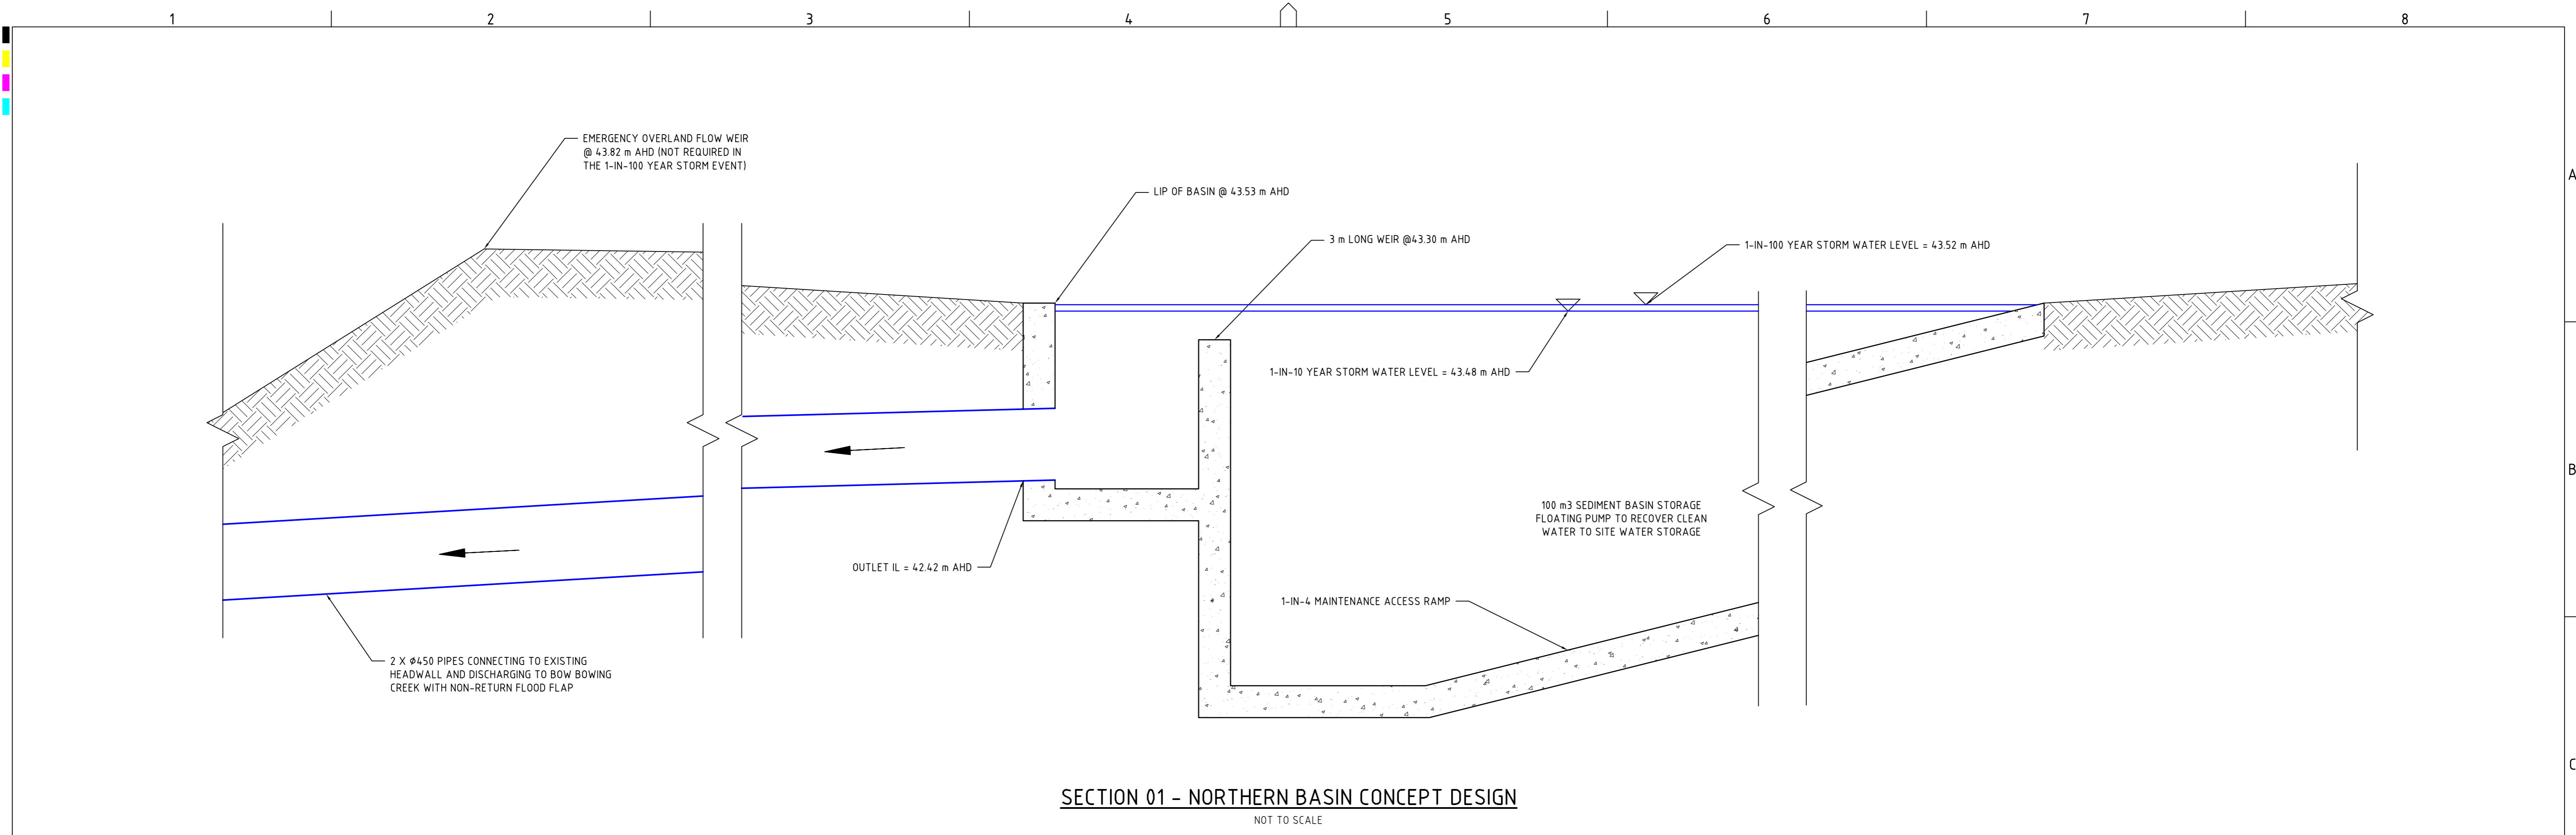 1 2 3 4 5 6 7 8
A
EMERGENCY OVERLAND FLOW WEIR
@ 43.82 m AHD (NOT REQUIRED IN
THE 1-IN-100 YEAR STORM EVENT)
LIP OF BASIN @ 43.53 m AHD
3 m LONG WEIR @43.30 m AHD
1-IN-100 YEAR STORM WATER LEVEL = 43.52 m AHD
1-IN-10 YEAR STORM WATER LEVEL = 43.48 m AHD
B
100 m3 SEDIMENT BASIN STORAGE
FLOATING PUMP TO RECOVER CLEAN
WATER TO SITE WATER STORAGE
OUTLET IL = 42.42 m AHD
1-IN-4 MAINTENANCE ACCESS RAMP
2 X Ø450 PIPES CONNECTING TO EXISTING
HEADWALL AND DISCHARGING TO BOW BOWING
CREEK WITH NON-RETURN FLOOD FLAP
C
SECTION 01 - NORTHERN BASIN CONCEPT DESIGN
NOT TO SCALE